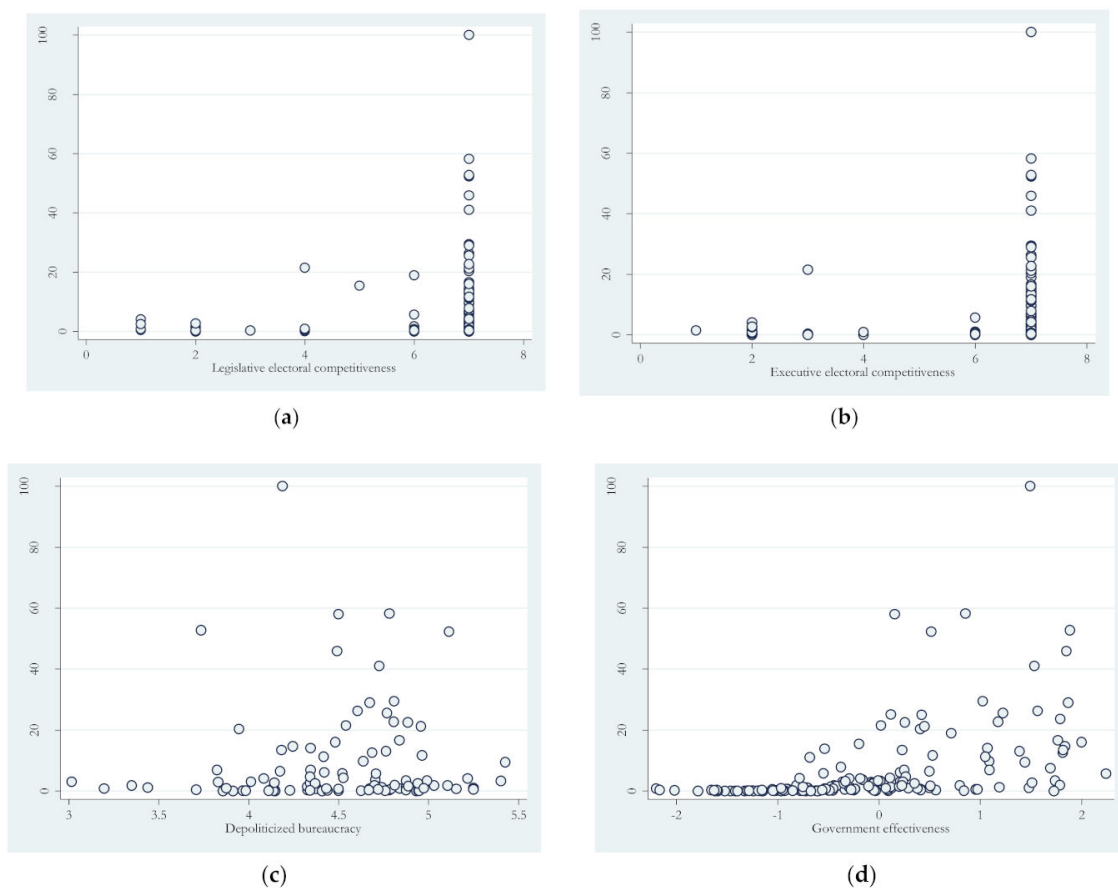 100
80
60
40
20
0
0 2 4 6 8
Legislative electoral competitiveness
(a)
100
80
60
40
20
0
0 2 4 6 8
Executive electoral competitiveness
(b)
100
80
60
40
20
0
3 3.5 4 4.5 5 5.5
Depoliticized bureaucracy
(c)
100
80
60
40
20
0
-2 -1 0 1 2
Government effectiveness
(d)